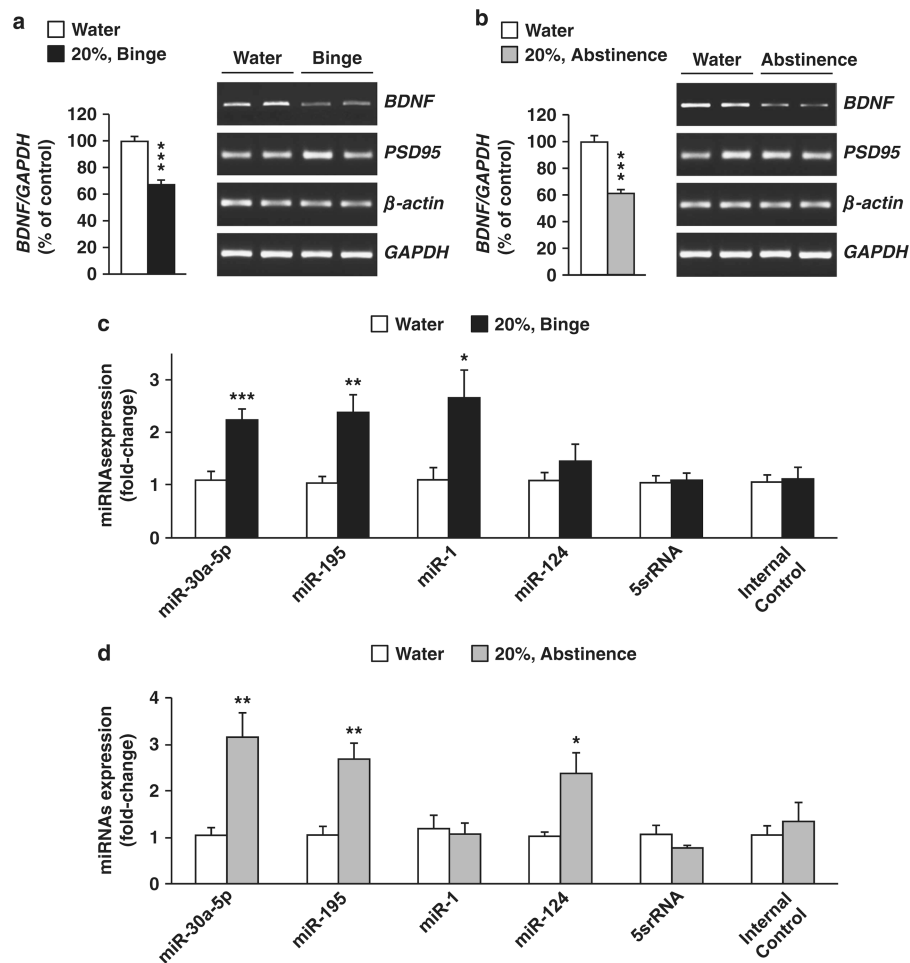 a
Water
20%, Binge
Water Binge
BDNF/GAPDH
(% of control)
120
100
80
60
40
20
0
***
BDNF
PSD95
β-actin
GAPDH
b
Water
20%, Abstinence
Water Abstinence
BDNF/GAPDH
(% of control)
120
100
80
60
40
20
0
***
BDNF
PSD95
β-actin
GAPDH
c
Water 20%, Binge
miRNAsexpression
(fold-change)
3
2
1
0
*** ** *
miR-30a-5p
miR-195
miR-1
miR-124
5srRNA
Internal
Control
d
Water 20%, Abstinence
miRNAs expression
(fold-change)
4
3
2
1
0
** ** *
miR-30a-5p
miR-195
miR-1
miR-124
5srRNA
Internal
Control